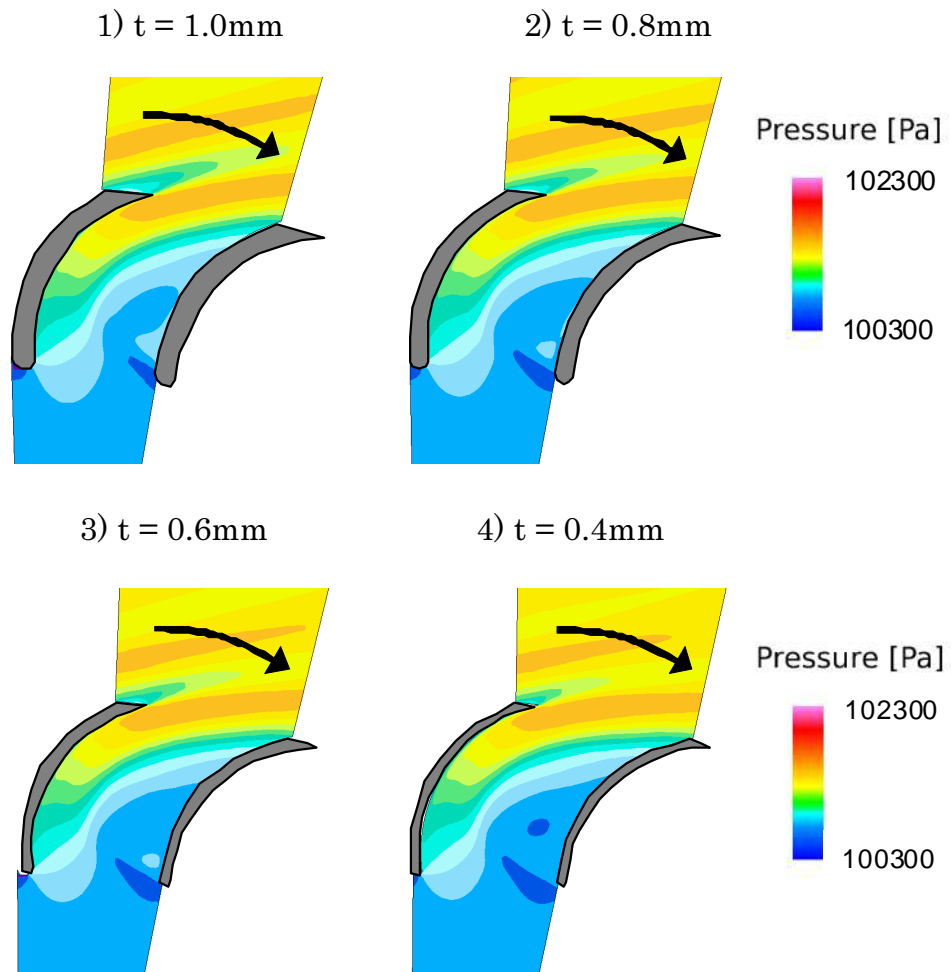 1) t = 1.0mm
2) t = 0.8mm
Pressure [Pa]
102300
100300
3) t = 0.6mm
4) t = 0.4mm
Pressure [Pa]
102300
100300